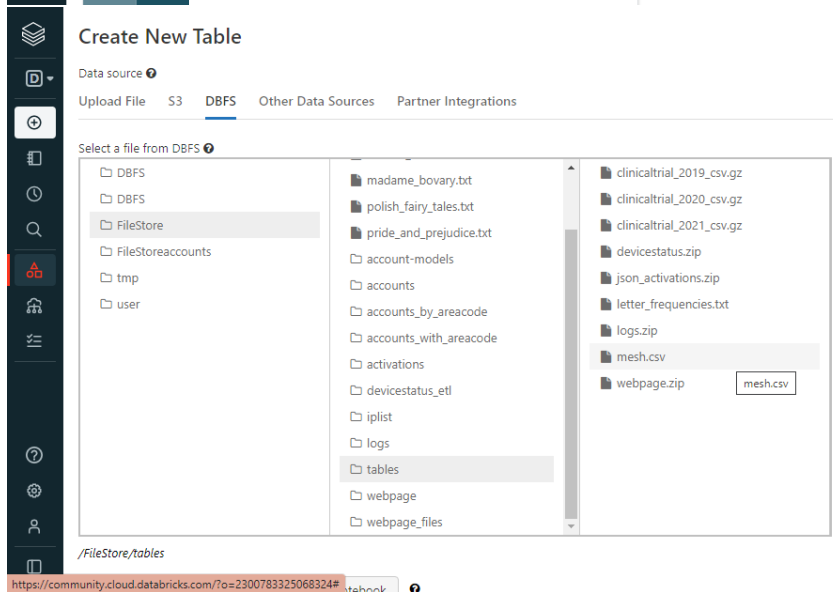 Create New Table
D
Data source
Upload File S3 DBFS Other Data Sources Partner Integrations
Select a file from DBFS
DBFS
DBFS
FileStore
FileStoreaccounts
tmp
user
madame_bovary.txt
polish_fairy_tales.txt
pride_and_prejudice.txt
account-models
accounts
accounts_by_areacode
accounts_with_areacode
activations
devicestatus_etl
iplist
logs
tables
webpage
webpage_files
clinicaltrial_2019_csv.gz
clinicaltrial_2020_csv.gz
clinicaltrial_2021_csv.gz
devicestatus.zip
json_activations.zip
letter_frequencies.txt
logs.zip
mesh.csv
webpage.zip
mesh.csv
/FileStore/tables
https://community.cloud.databricks.com/?o=2300783325068324#